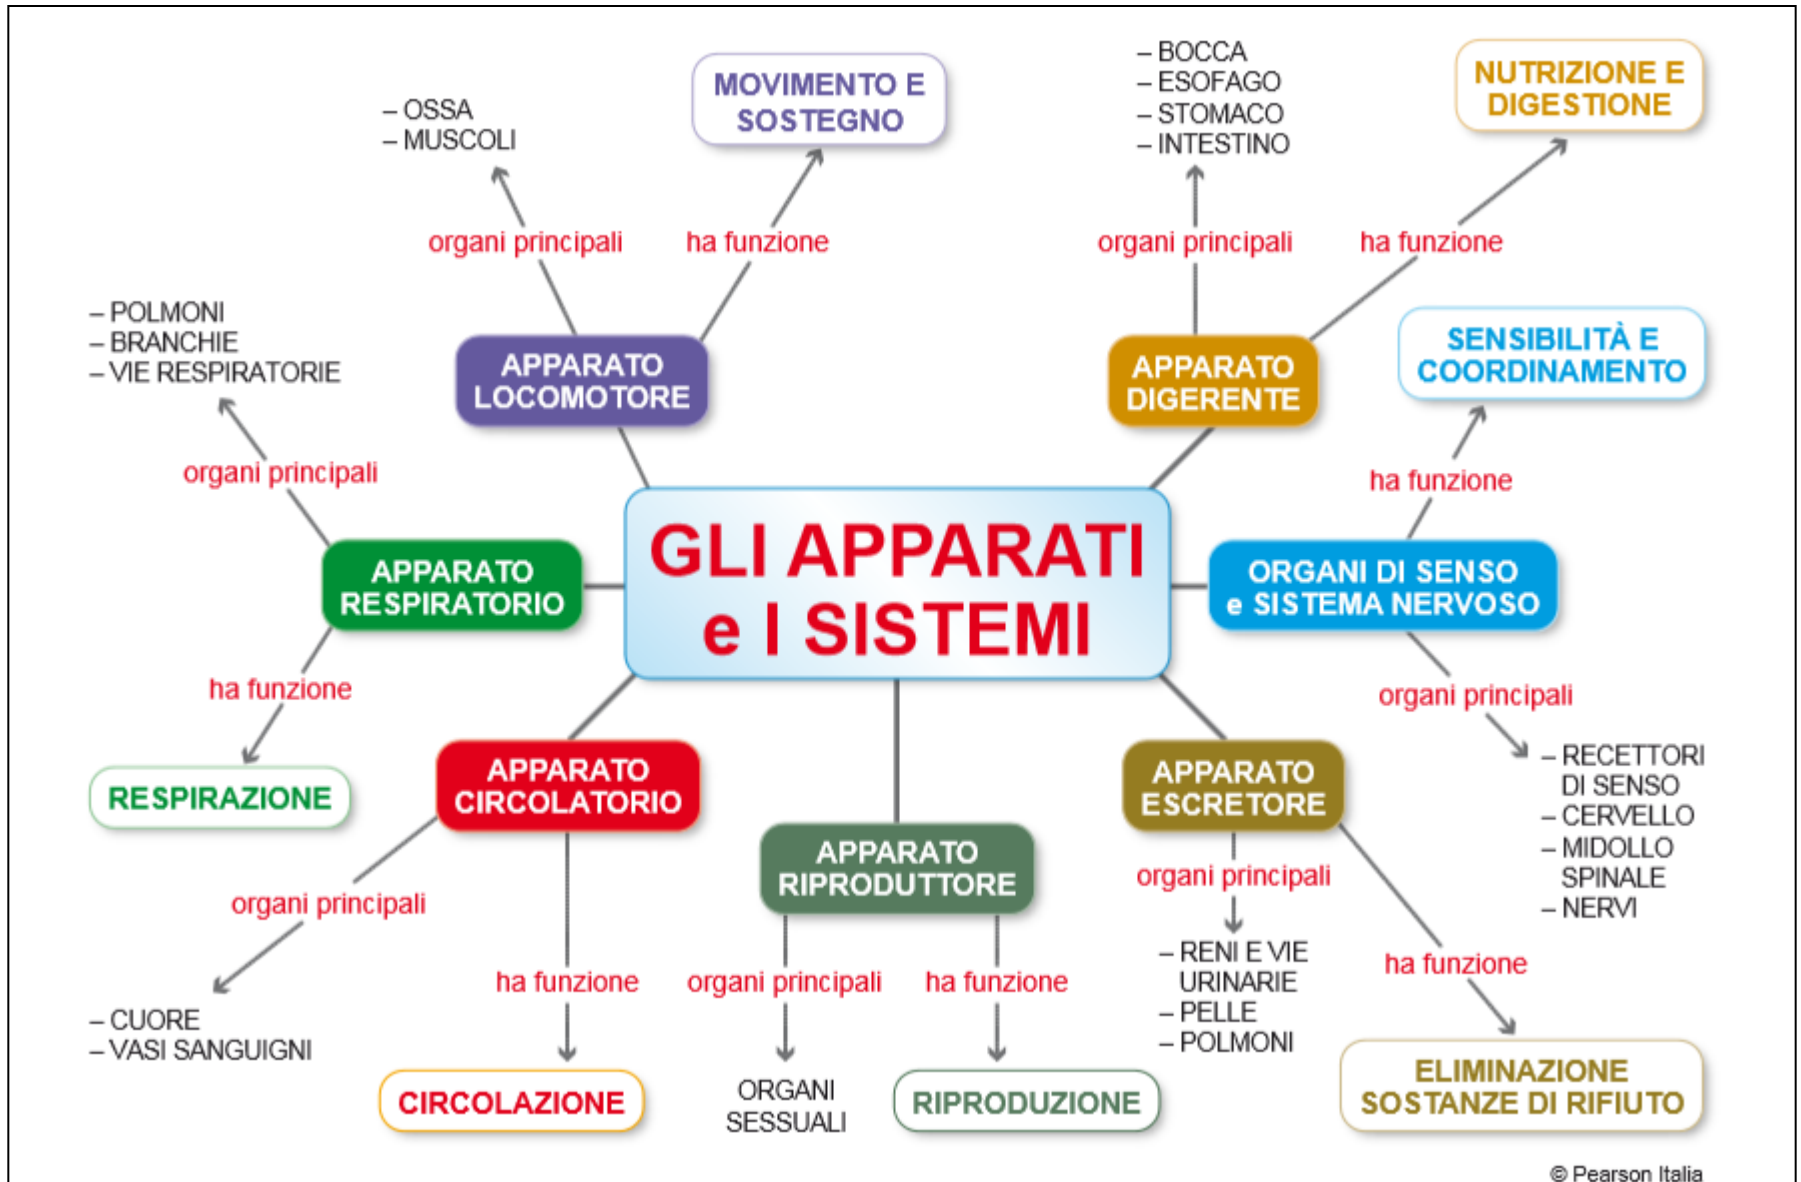 – OSSA
– MUSCOLI
MOVIMENTO E
SOSTEGNO
organi principali
ha funzione
APPARATO
LOCOMOTORE
– BOCCA
– ESOFAGO
– STOMACO
– INTESTINO
NUTRIZIONE E
DIGESTIONE
organi principali
ha funzione
APPARATO
DIGERENTE
– POLMONI
– BRANCHIE
– VIE RESPIRATORIE
organi principali
APPARATO
RESPIRATORIO
ha funzione
RESPIRAZIONE
GLI APPARATI
e I SISTEMI
SENSIBILITÀ E
COORDINAMENTO
ha funzione
ORGANI DI SENSO
e SISTEMA NERVOSO
organi principali
– RECETTORI
DI SENSO
– CERVELLO
– MIDOLLO
SPINALE
– NERVI
APPARATO
CIRCOLATORIO
organi principali
– CUORE
– VASI SANGUIGNI
ha funzione
CIRCOLAZIONE
APPARATO
RIPRODUTTORE
organi principali
ORGANI
SESSUALI
ha funzione
RIPRODUZIONE
APPARATO
ESCRETORE
organi principali
– RENI E VIE
URINARIE
– PELLE
– POLMONI
ha funzione
ELIMINAZIONE
SOSTANZE DI RIFIUTO
© Pearson Italia